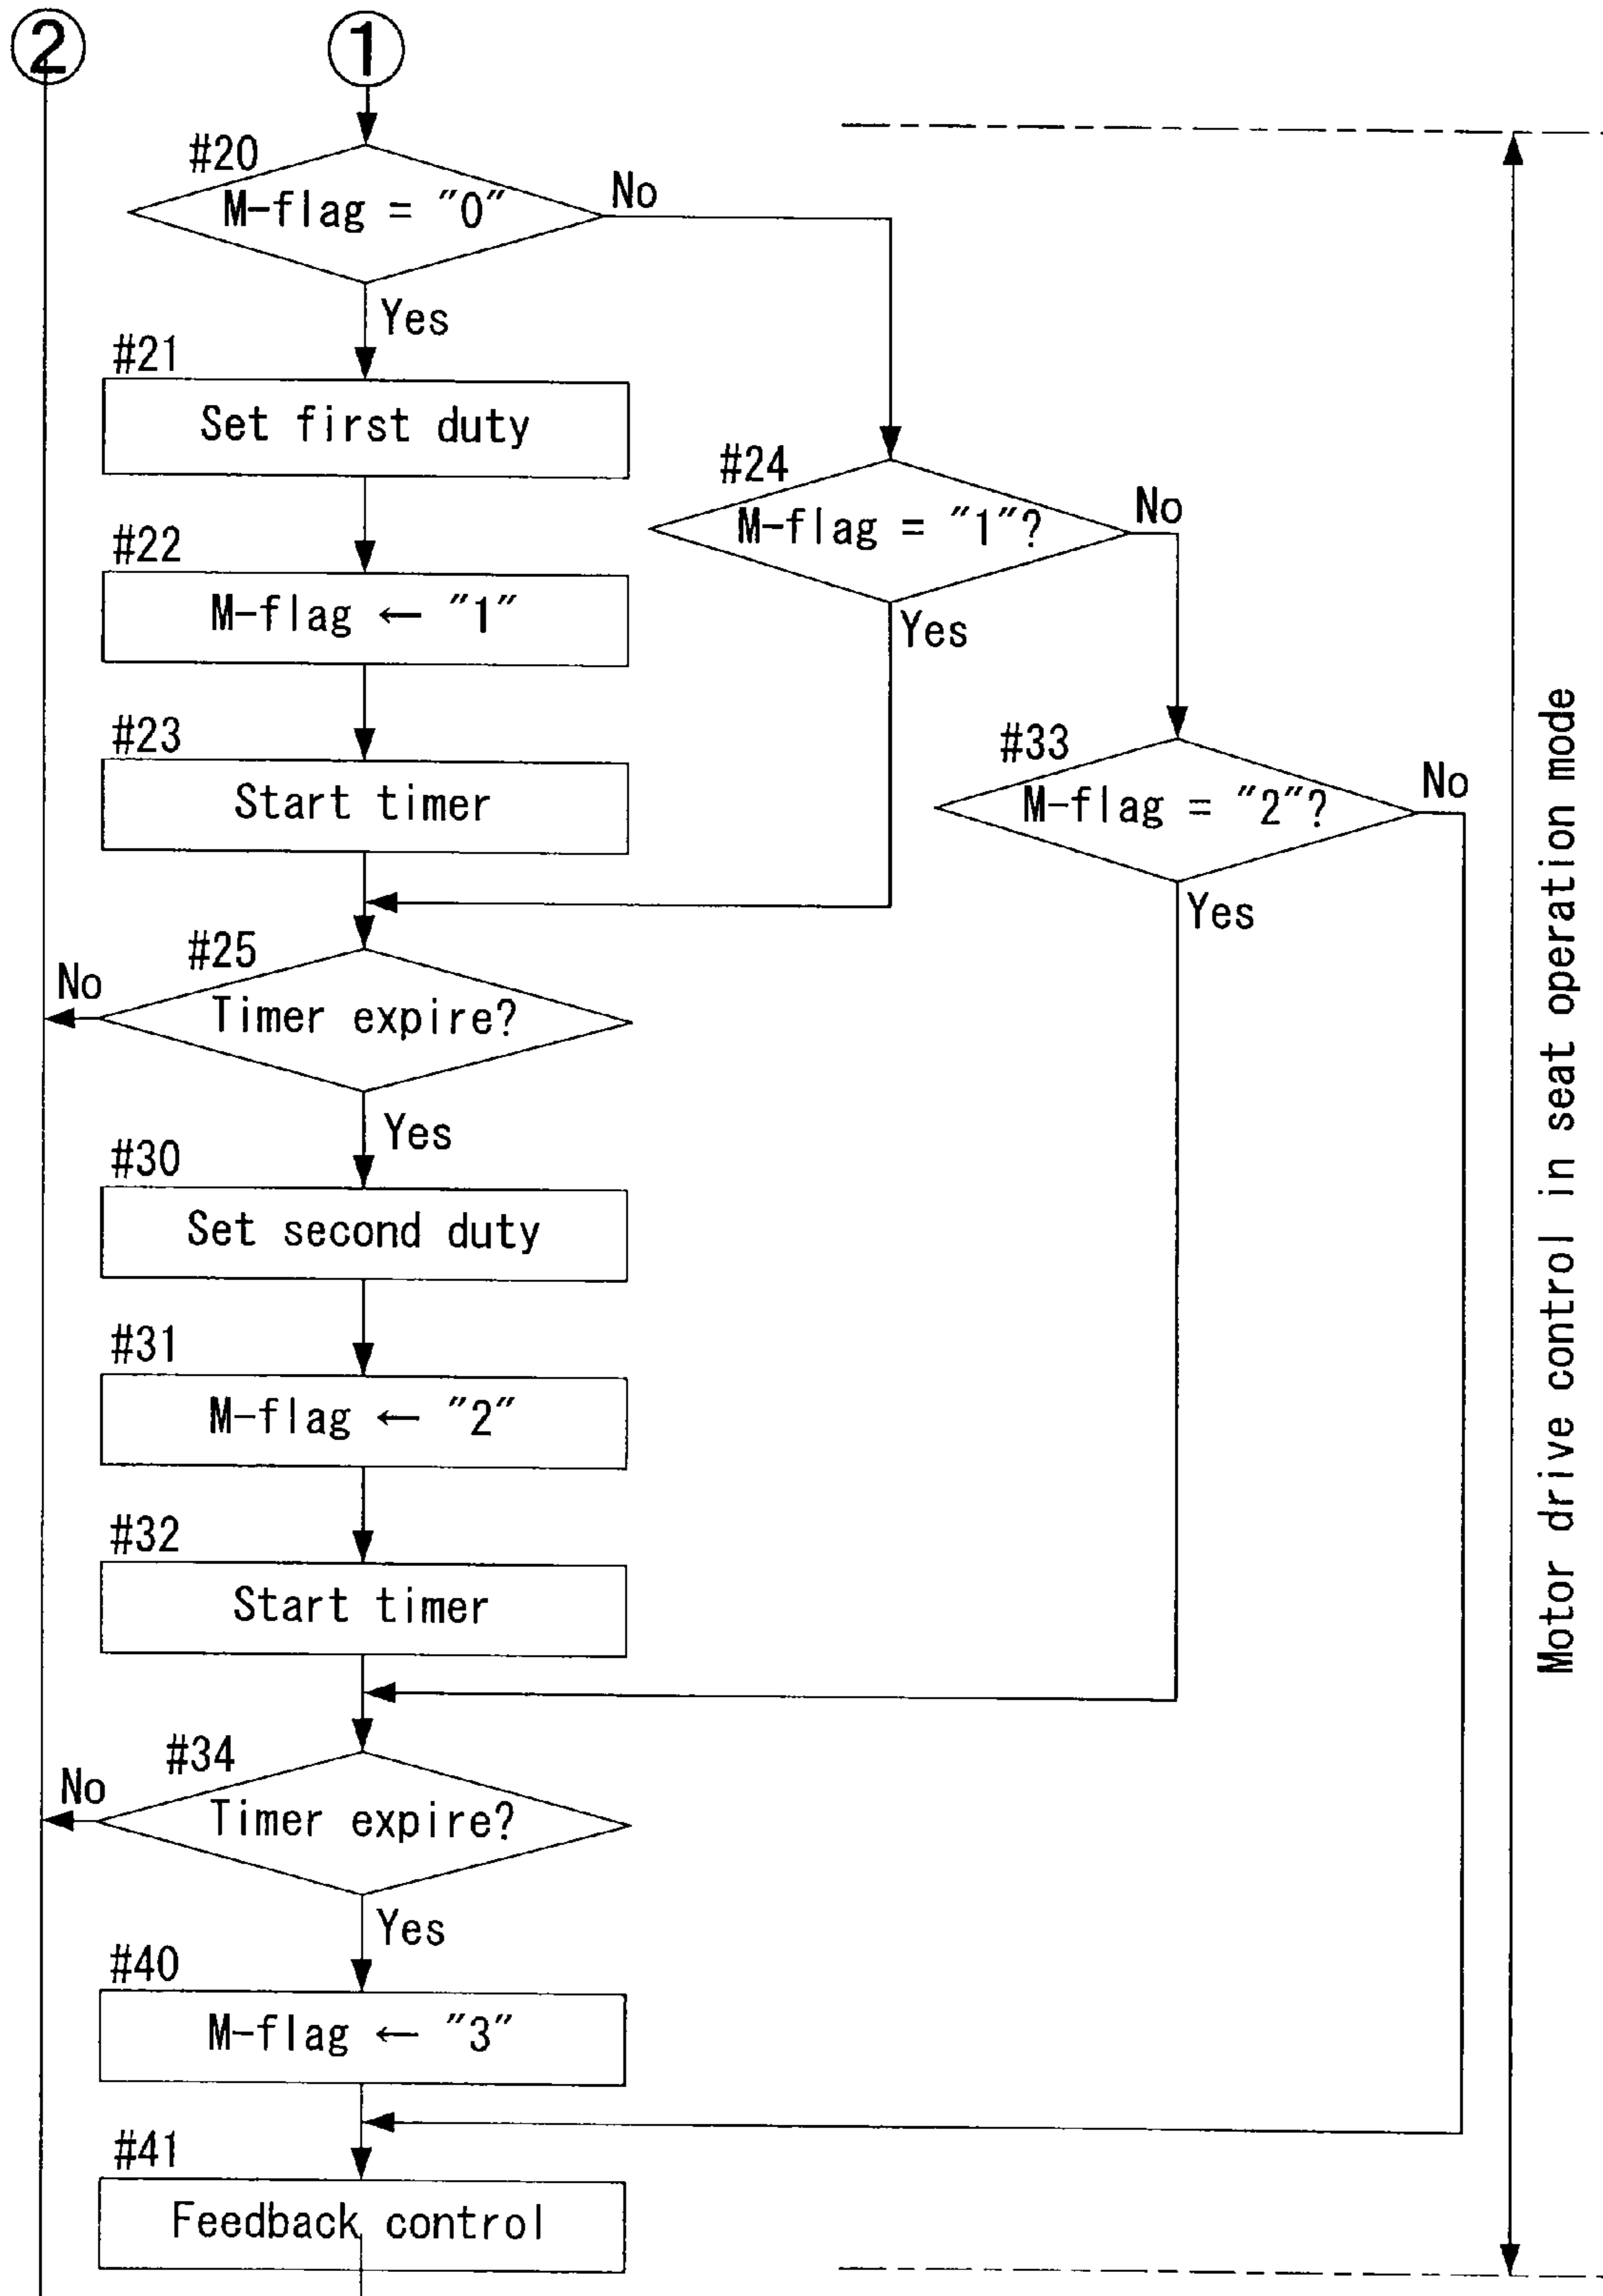 ② ①
#20
M-flag = "0"
No
Yes
#21
Set first duty
#24
M-flag = "1"?
No
Yes
#22
M-flag ← "1"
#23
Start timer
#33
M-flag = "2"?
No
Yes
#25
Timer expire?
No
Yes
#30
Set second duty
#31
M-flag ← "2"
#32
Start timer
#34
Timer expire?
No
Yes
#40
M-flag ← "3"
#41
Feedback control
Motor drive control in seat operation mode